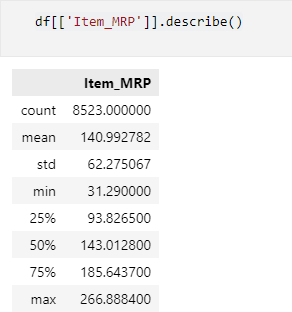 df[['Item_MRP']].describe()
Item_MRP
count 8523.000000
mean 140.992782
std 62.275067
min 31.290000
25% 93.826500
50% 143.012800
75% 185.643700
max 266.888400